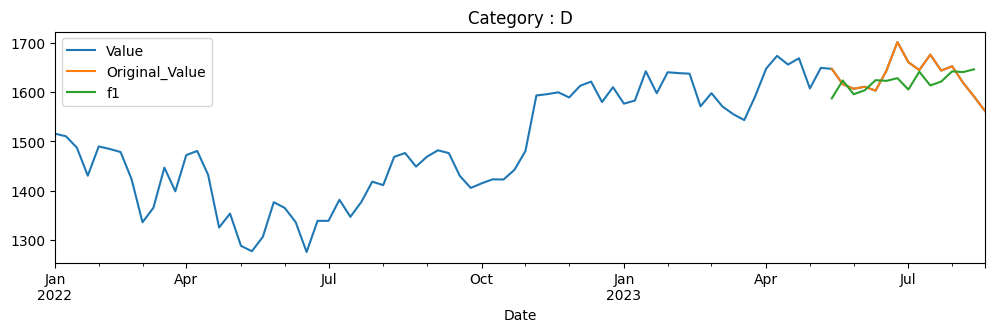 Category : D
Value
Original_Value
f1
1700
1600
1500
1400
1300
Jan Apr Jul Oct Jan Apr Jul
2022 2023
Date